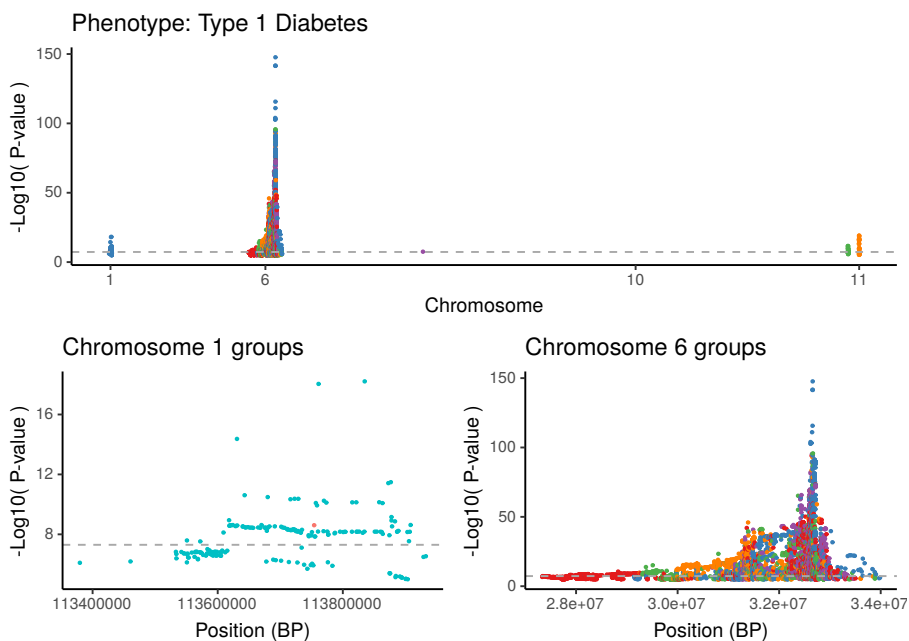 Phenotype: Type 1 Diabetes
150
100
50
0
-Log10( P-value )
1 6 10 11
Chromosome
Chromosome 1 groups
16
12
8
-Log10( P-value )
113400000 113600000 113800000
Position (BP)
Chromosome 6 groups
150
100
50
0
-Log10( P-value )
2.8e+07 3.0e+07 3.2e+07 3.4e+07
Position (BP)